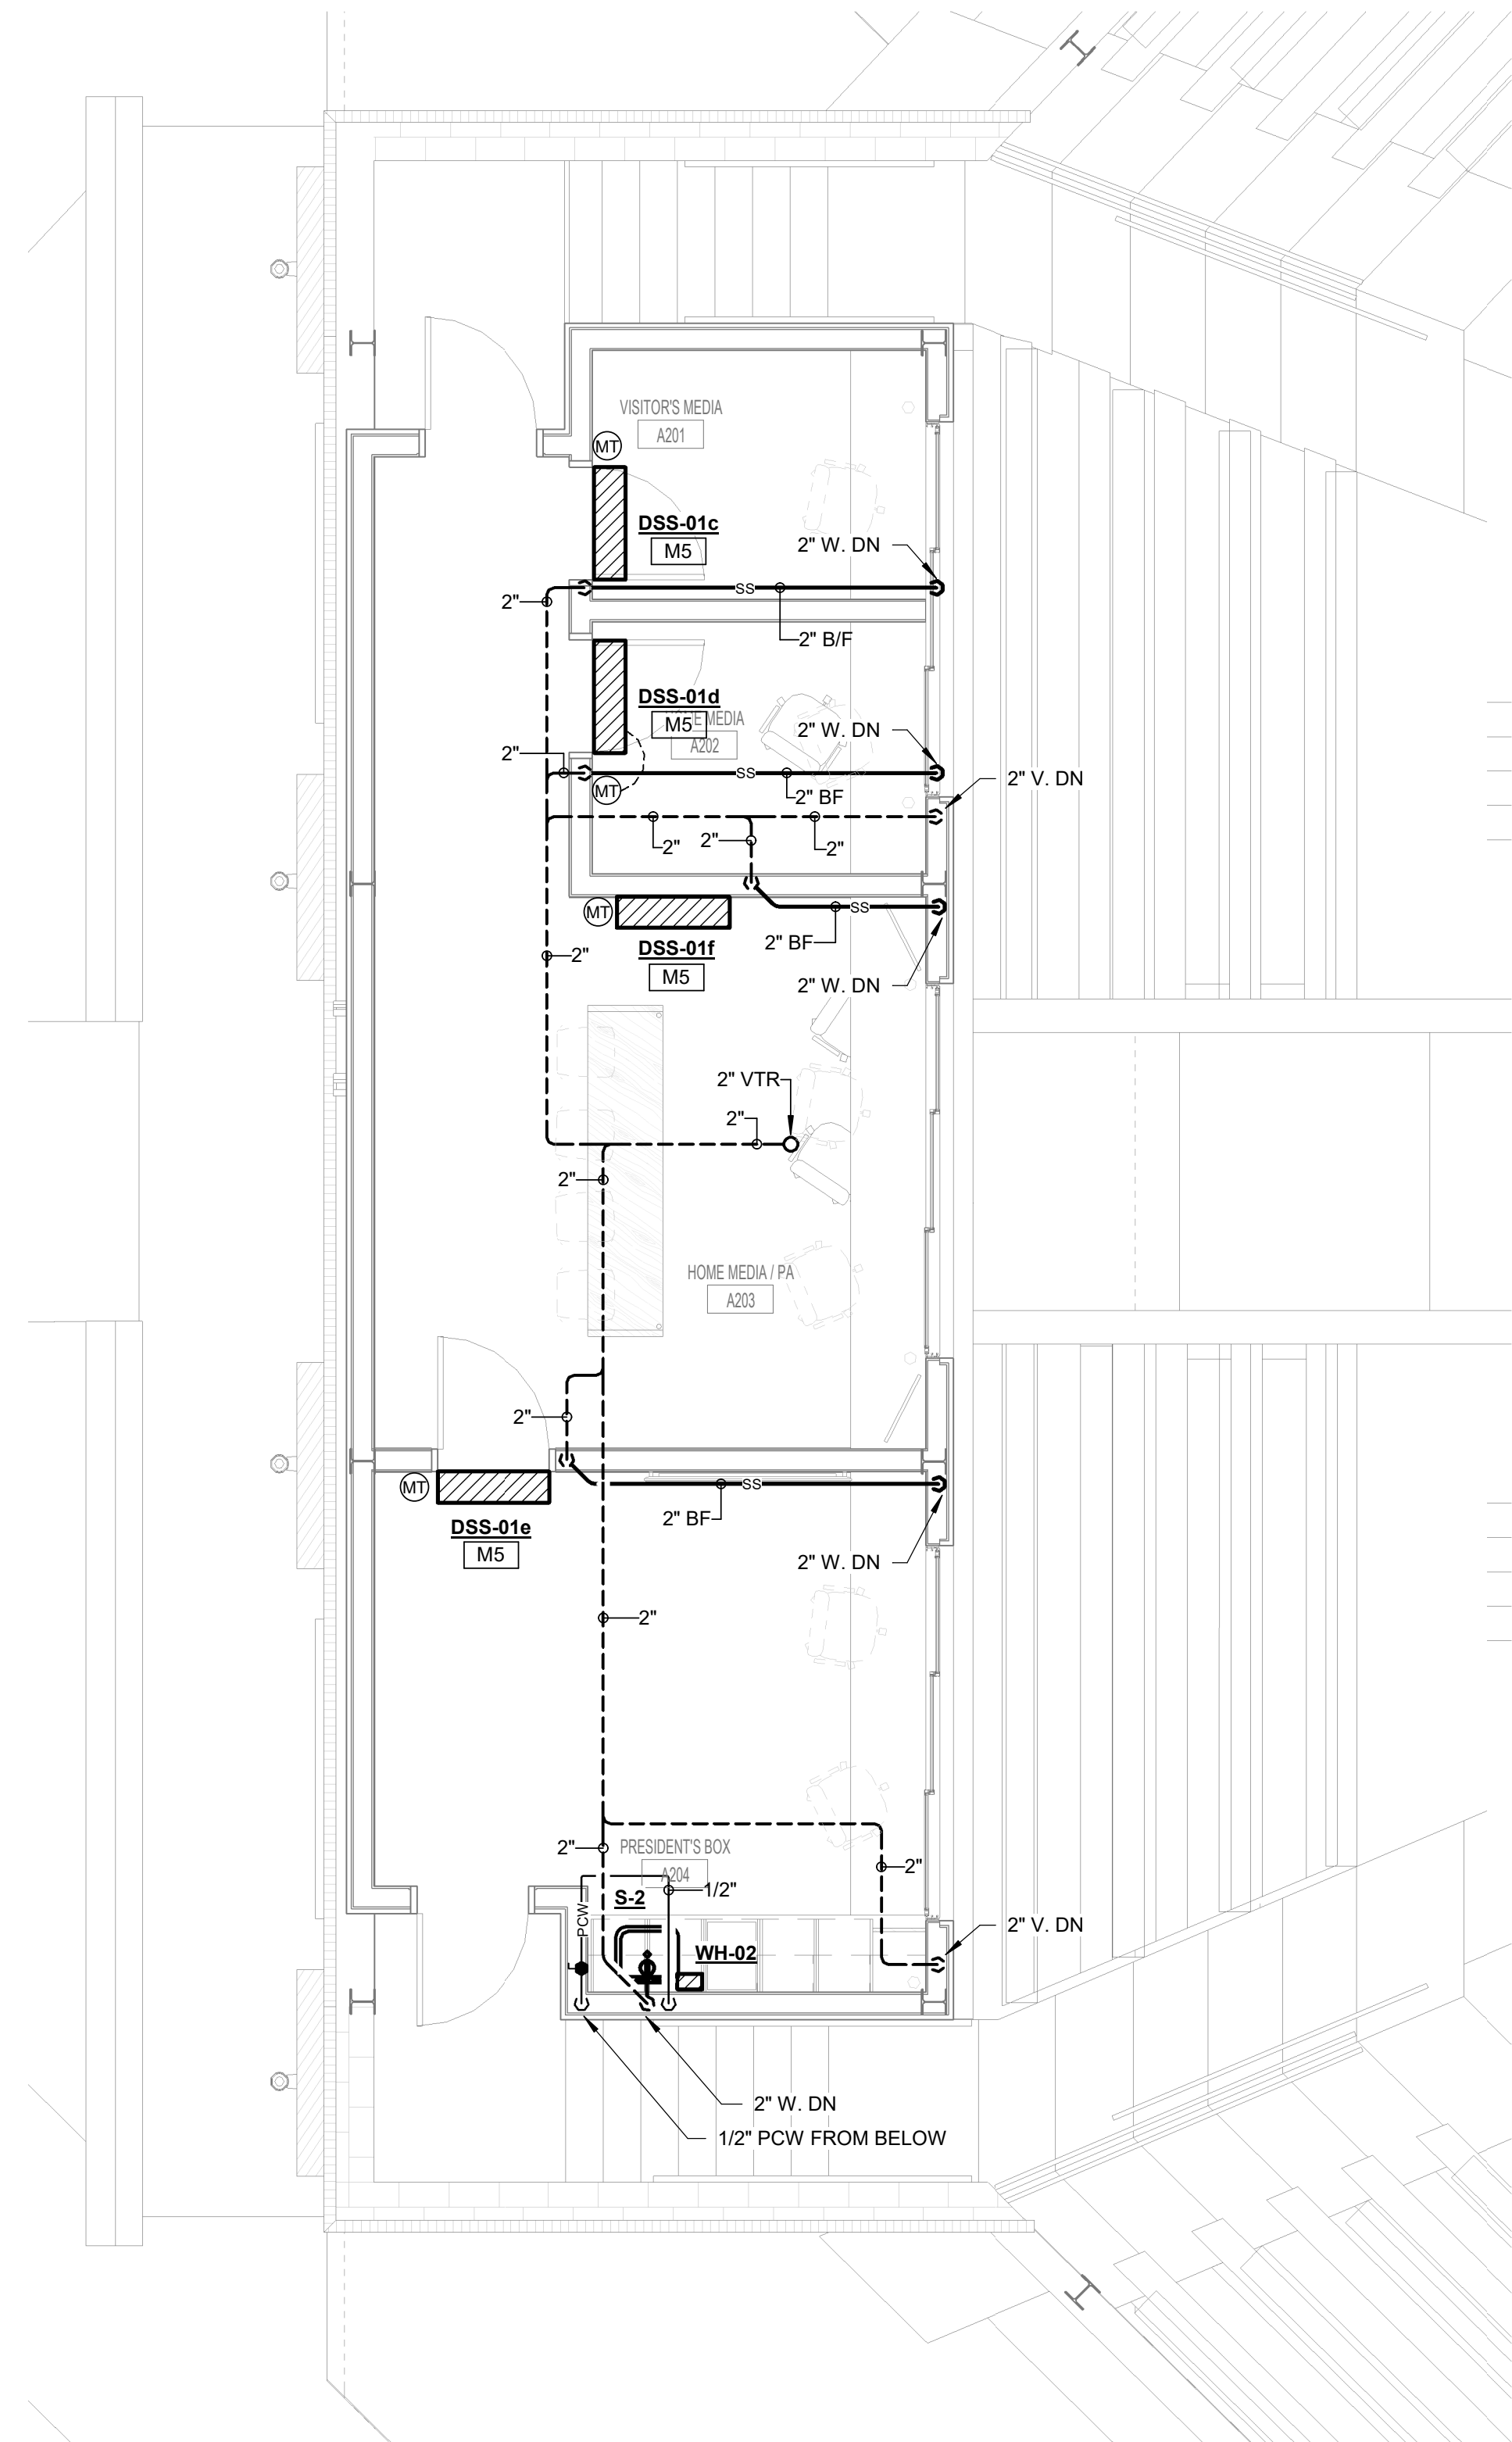 VISITOR'S MEDIA
A201
MT
DSS-01c
M5
2" W. DN
SS
2"
2" B/F
DSS-01d
M5
MEDIA
A202
2" W. DN
2"
SS
MT
2" BF
2" V. DN
2"
2"
2"
MT
SS
2" BF
DSS-01f
M5
2"
2" W. DN
2" VTR
2"
2"
HOME MEDIA / PA
A203
2"
MT
SS
2" BF
DSS-01e
M5
2" W. DN
2"
2"
PRESIDENT'S BOX
A204
2"
1/2"
S-2
PCW
WH-02
2" V. DN
2" W. DN
1/2" PCW FROM BELOW